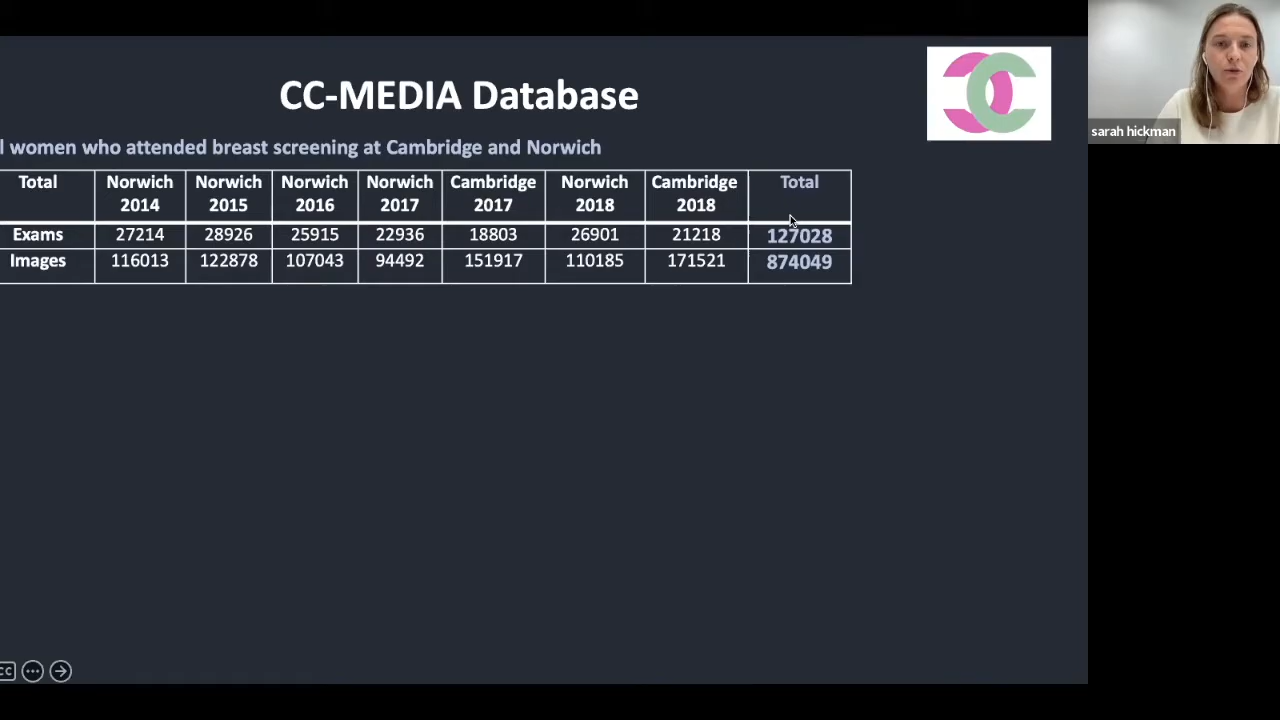 CC-MEDIA Database
l women who attended breast screening at Cambridge and Norwich
Total Norwich 2014 Norwich 2015 Norwich 2016 Norwich 2017 Cambridge 2017 Norwich 2018 Cambridge 2018 Total
Exams 27214 28926 25915 22936 18803 26901 21218 127028
Images 116013 122878 107043 94492 151917 110185 171521 874049
sarah hickman
CC